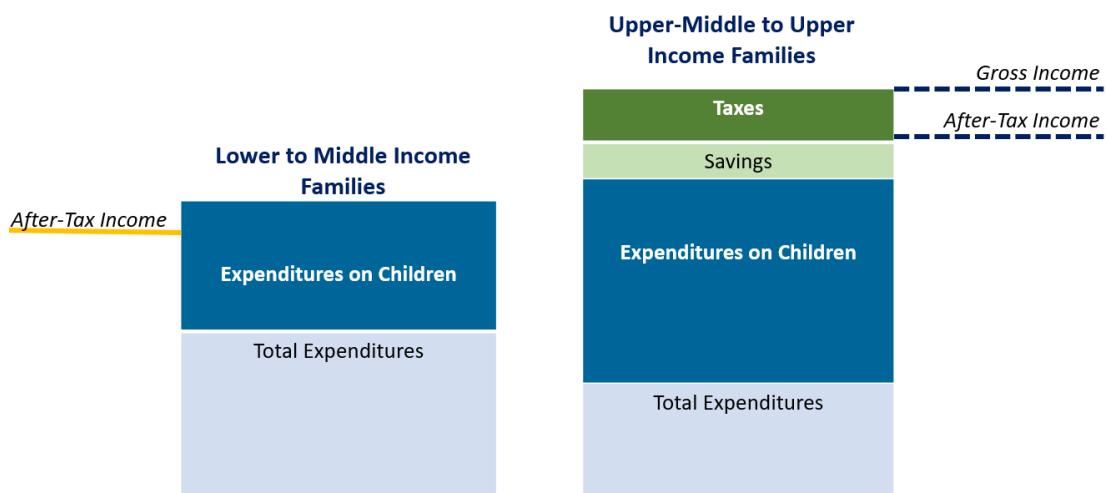 Lower to Middle Income
Families
After-Tax Income
Expenditures on Children
Total Expenditures
Upper-Middle to Upper
Income Families
Gross Income
Taxes
After-Tax Income
Savings
Expenditures on Children
Total Expenditures